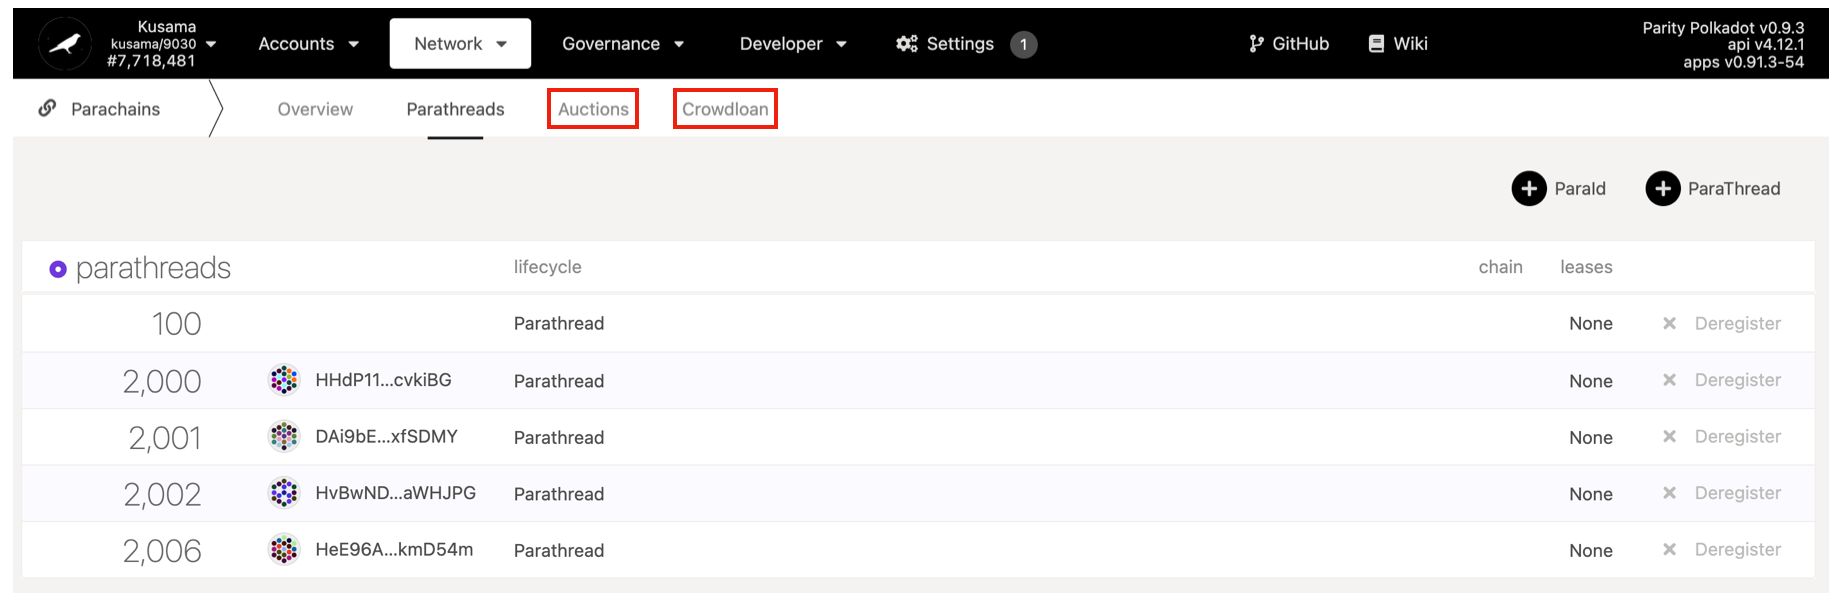 Kusama
kusama/9030
#7,718,481
Accounts
Network
Governance
Developer
Settings
1
GitHub
Wiki
Parity Polkadot v0.9.3
api v4.12.1
apps v0.91.3-54
Parachains
Overview
Parathreads
Auctions
Crowdloan
ParaId
ParaThread
parathreads lifecycle chain leases
100 Parathread None Deregister
2,000 HHdP11...cvkiBG Parathread None Deregister
2,001 DAi9bE...xfSDMY Parathread None Deregister
2,002 HvBwND...aWHJPG Parathread None Deregister
2,006 HeE96A...kmD54m Parathread None Deregister